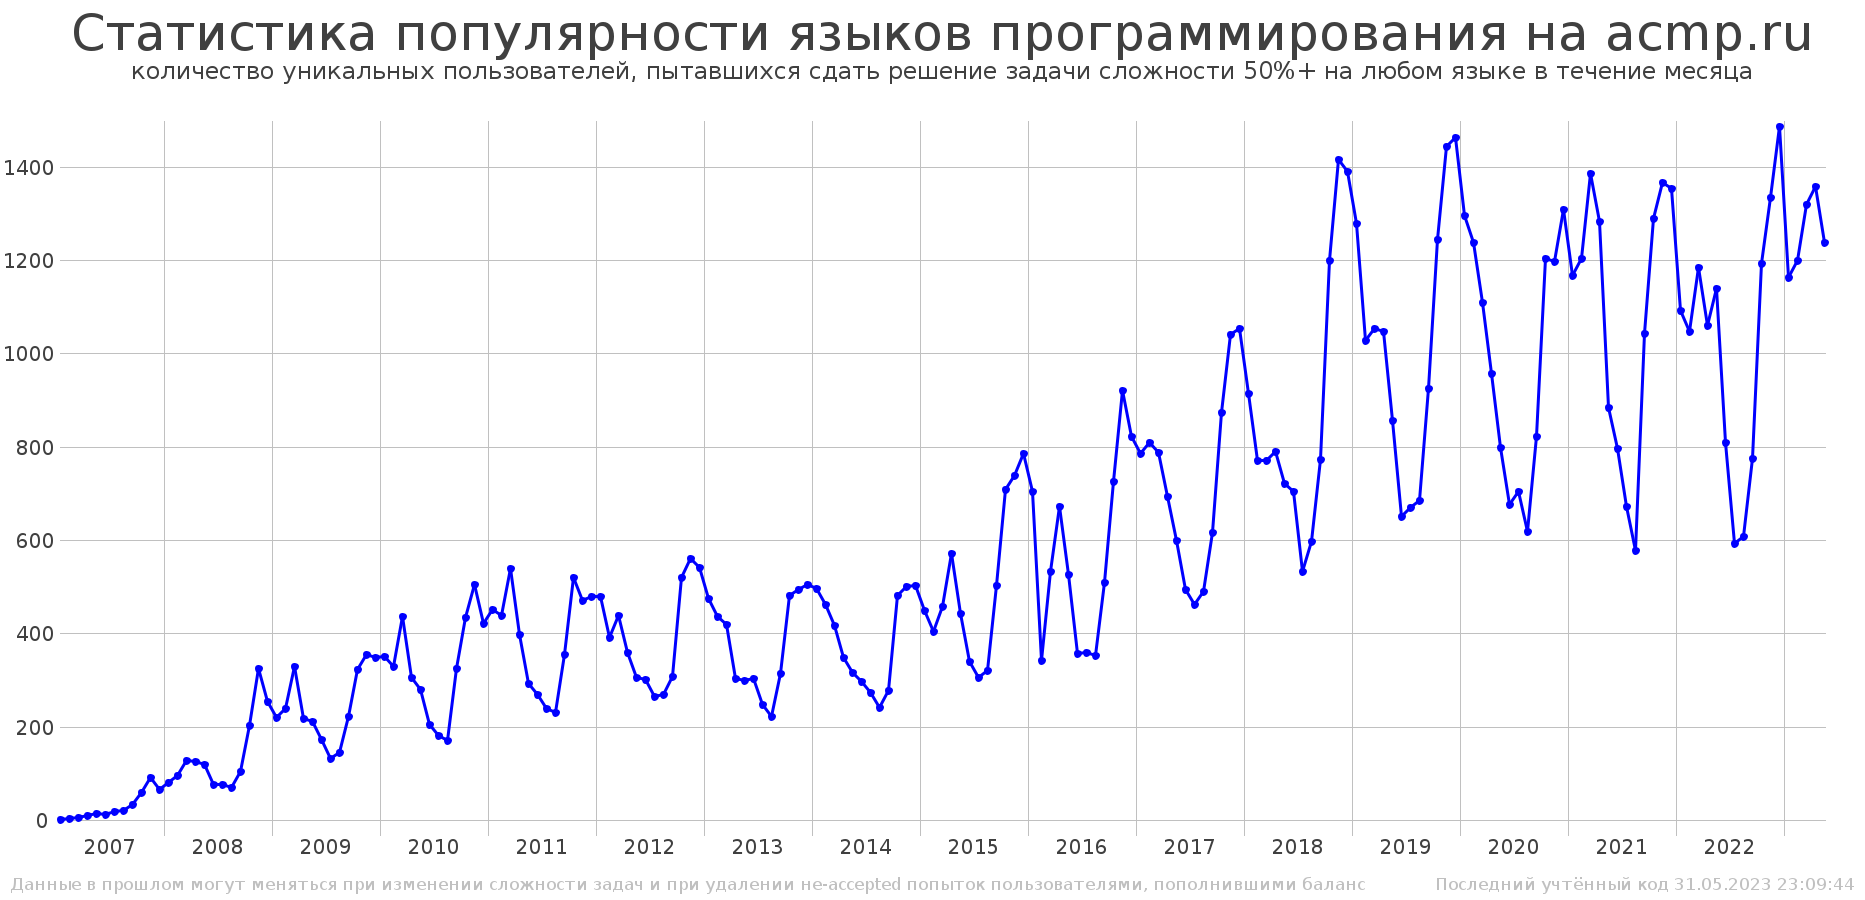 Статистика популярности языков программирования на acmp.ru
количество уникальных пользователей, пытавшихся сдать решение задачи сложности 50%+ на любом языке в течение месяца
1400
1200
1000
800
600
400
200
0
2007 2008 2009 2010 2011 2012 2013 2014 2015 2016 2017 2018 2019 2020 2021 2022
Данные в прошлом могут меняться при изменении сложности задач и при удалении не-accepted попыток пользователями, пополнившими баланс Последний учтённый код 31.05.2023 23:09:44